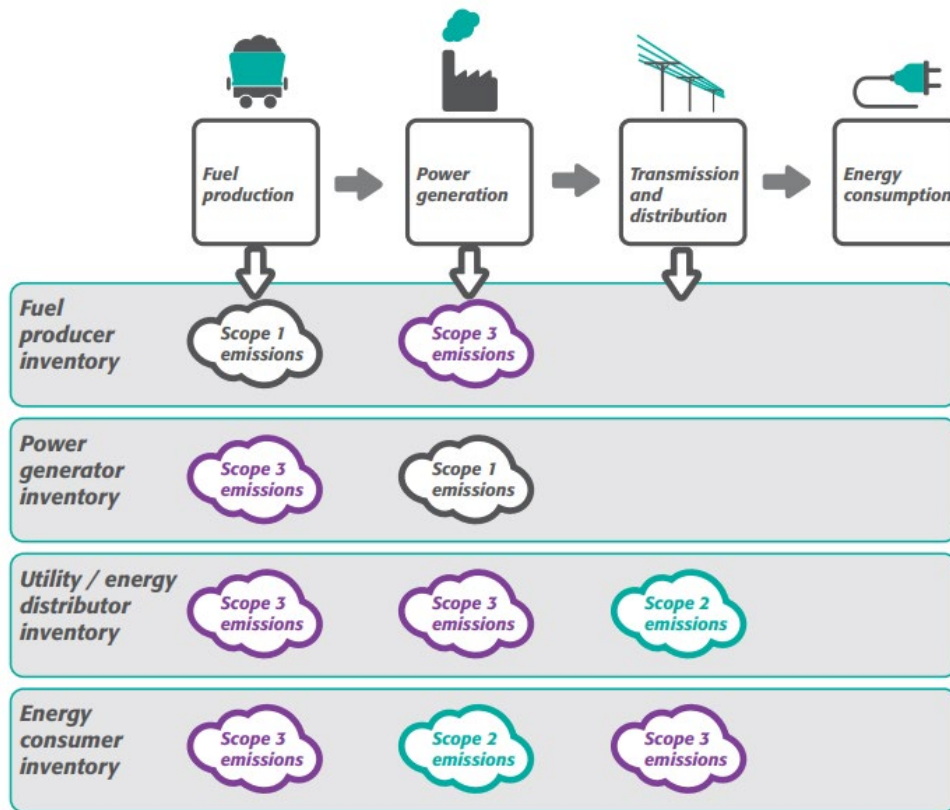 Fuel
production
Power
generation
Transmission
and
distribution
Energy
consumption
Fuel
producer
inventory
Scope 1
emissions
Scope 3
emissions
Power
generator
inventory
Scope 3
emissions
Scope 1
emissions
Utility / energy
distributor
inventory
Scope 3
emissions
Scope 3
emissions
Scope 2
emissions
Energy
consumer
inventory
Scope 3
emissions
Scope 2
emissions
Scope 3
emissions